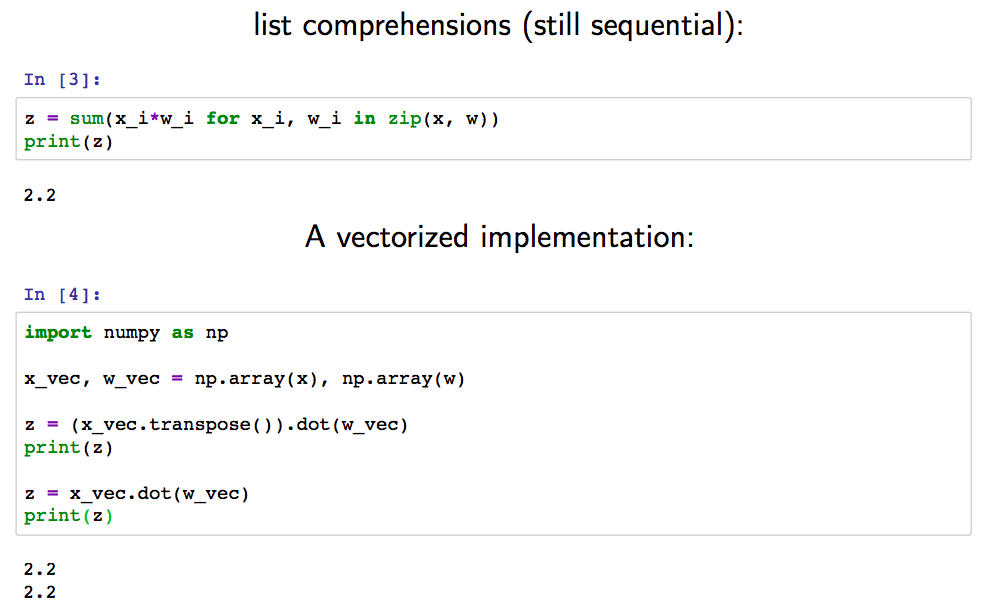 list comprehensions (still sequential):
In [3]:
z = sum(x_i*w_i for x_i, w_i in zip(x, w))
print(z)
2.2
A vectorized implementation:
In [4]:
import numpy as np
x_vec, w_vec = np.array(x), np.array(w)
z = (x_vec.transpose()).dot(w_vec)
print(z)
z = x_vec.dot(w_vec)
print(z)
2.2
2.2